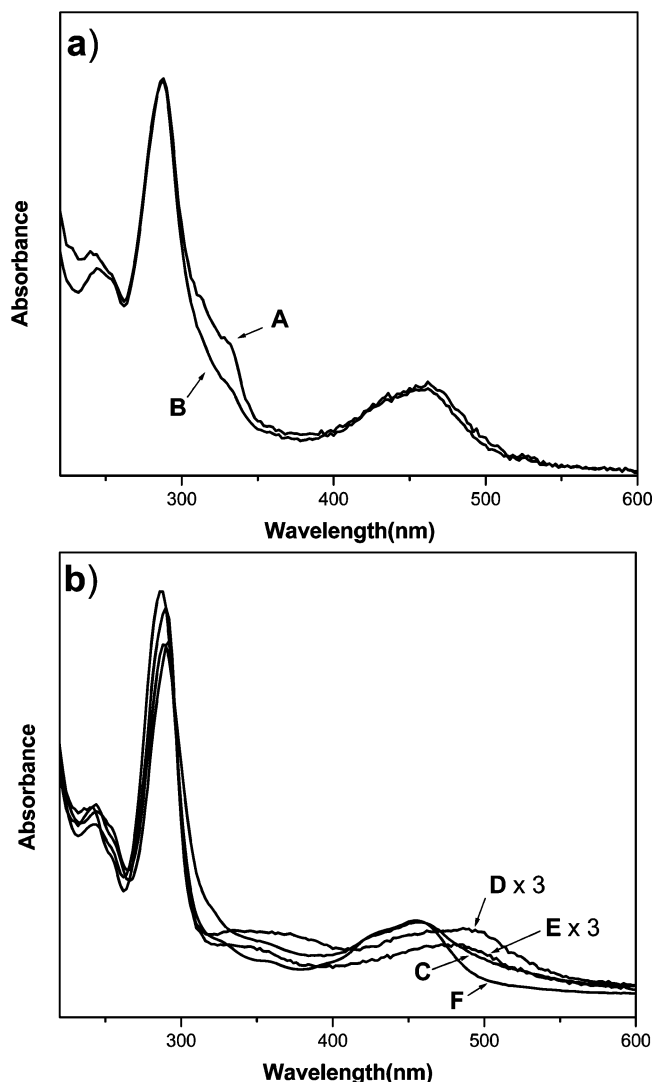 a)
Absorbance
A
B
300 400 500 600
Wavelength(nm)
b)
Absorbance
D x 3
E x 3
C
F
300 400 500 600
Wavelength(nm)